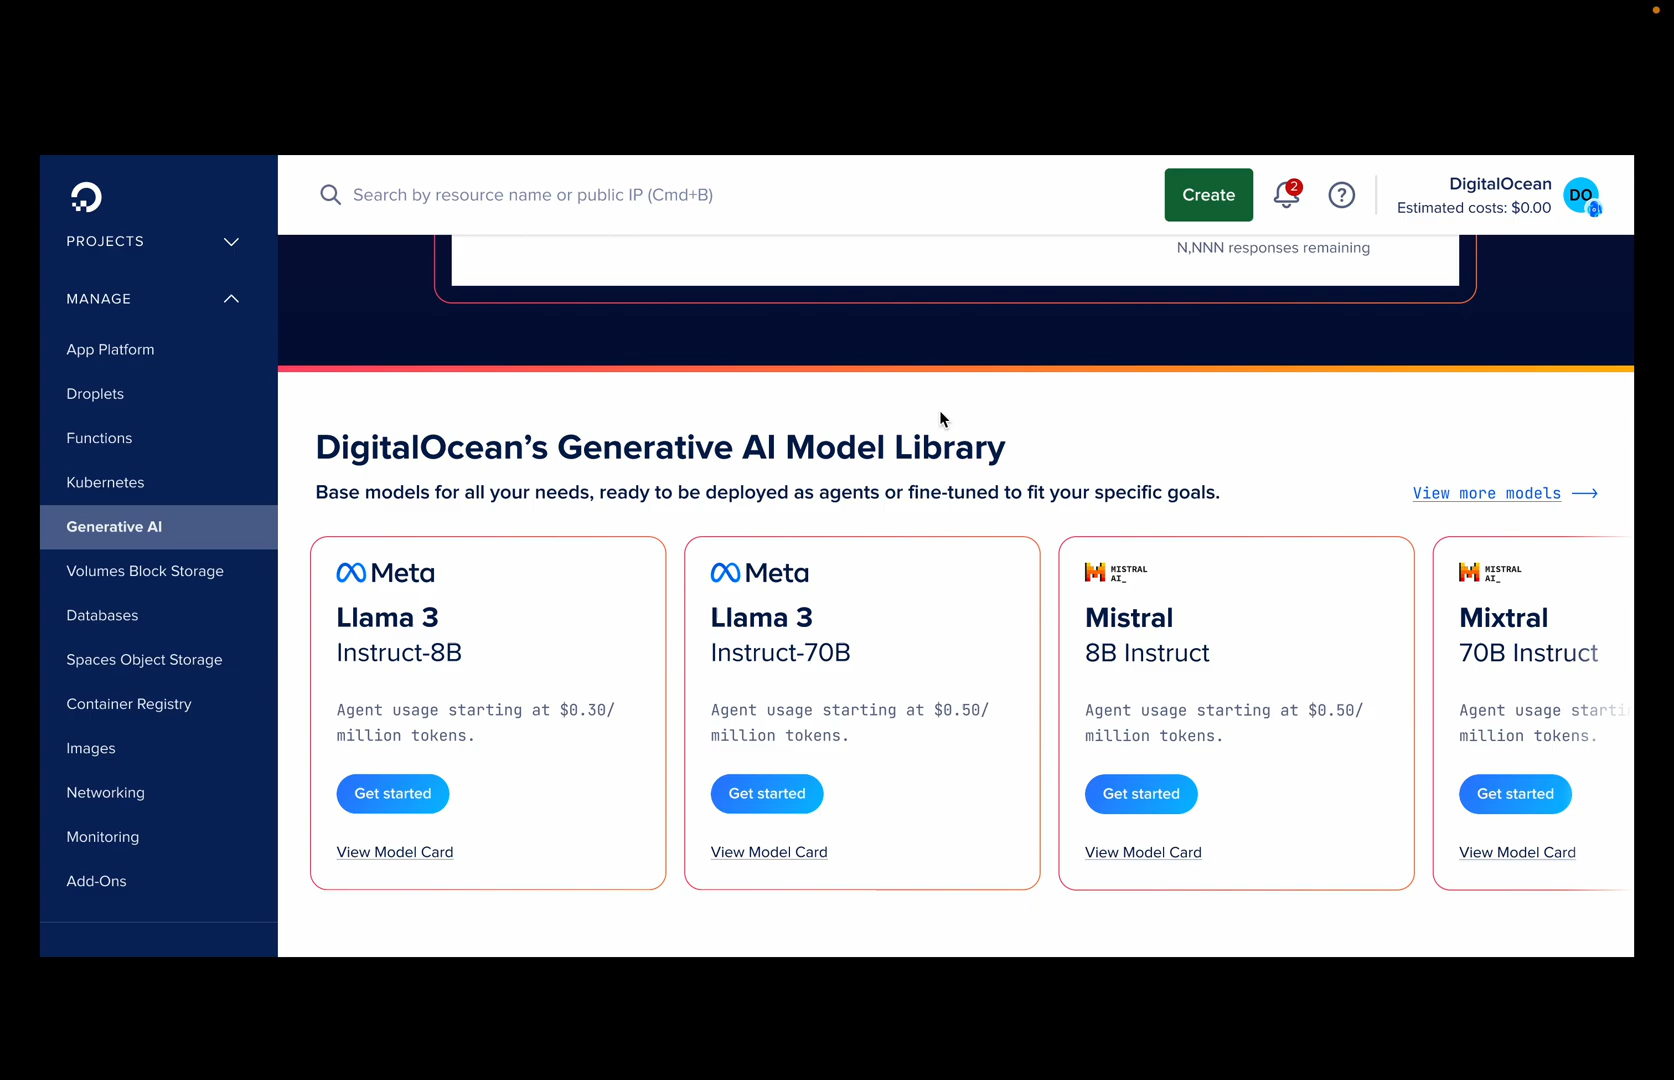 Search by resource name or public IP (Cmd+B)
Create
2
DigitalOcean
Estimated costs: $0.00
DO
PROJECTS
MANAGE
App Platform
Droplets
Functions
Kubernetes
Generative AI
Volumes Block Storage
Databases
Spaces Object Storage
Container Registry
Images
Networking
Monitoring
Add-Ons
N,NNN responses remaining
DigitalOcean’s Generative AI Model Library
Base models for all your needs, ready to be deployed as agents or fine-tuned to fit your specific goals.
View more models
Meta
Llama 3
Instruct-8B
Agent usage starting at $0.30/
million tokens.
Get started
View Model Card
Meta
Llama 3
Instruct-70B
Agent usage starting at $0.50/
million tokens.
Get started
View Model Card
MISTRAL
AI_
Mistral
8B Instruct
Agent usage starting at $0.50/
million tokens.
Get started
View Model Card
MISTRAL
AI_
Mixtral
70B Instruct
Agent usage
million tokens.
Get started
View Model Card